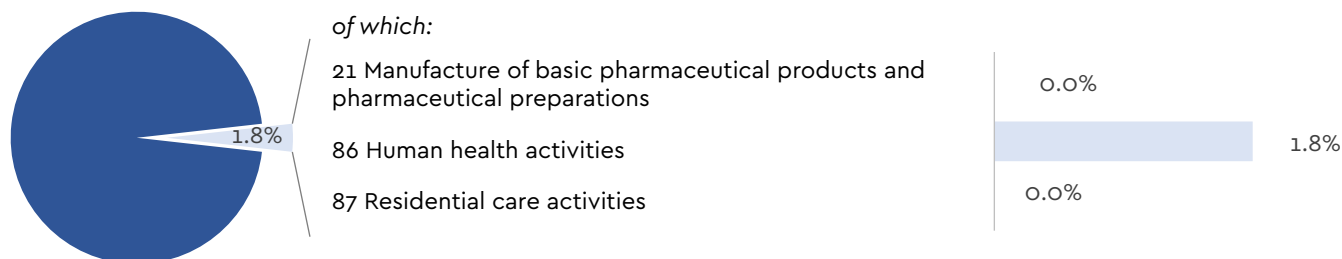 of which:
21 Manufacture of basic pharmaceutical products and
pharmaceutical preparations
0.0%
1.8%
86 Human health activities
1.8%
87 Residential care activities
0.0%